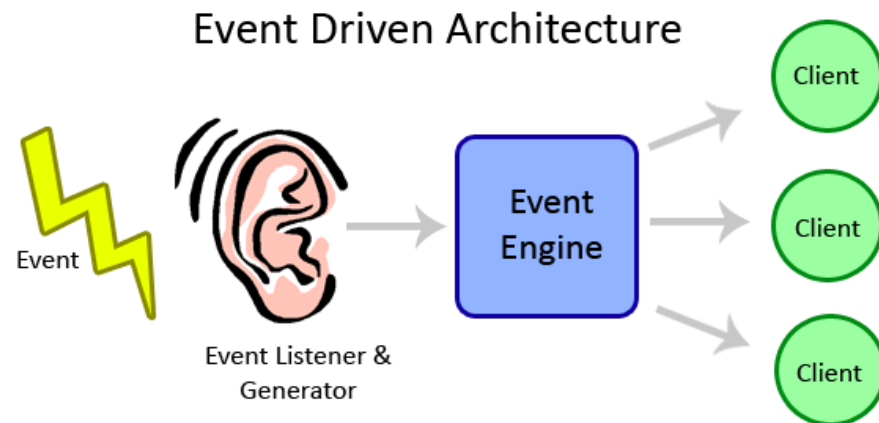 Event Driven Architecture
Event
Event Listener &
Generator
Event
Engine
Client
Client
Client